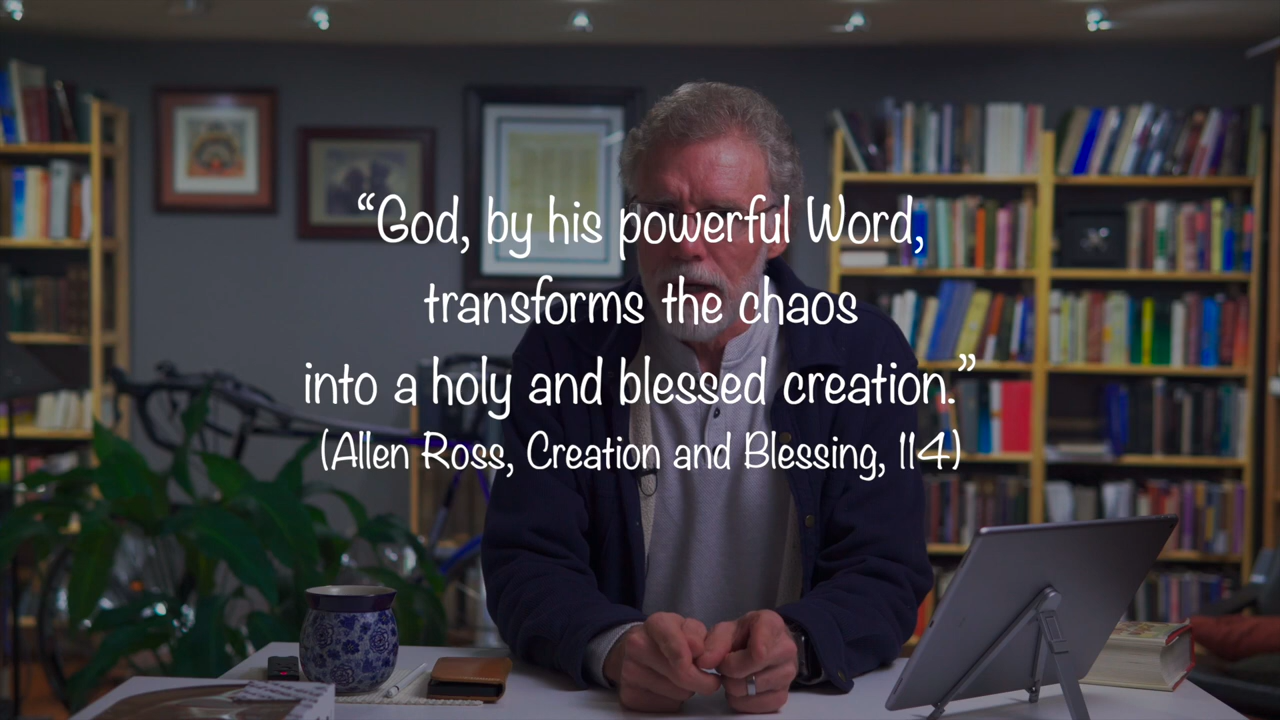 “God, by his powerful Word,
transforms the chaos
into a holy and blessed creation.”
(Allen Ross, Creation and Blessing, 114)